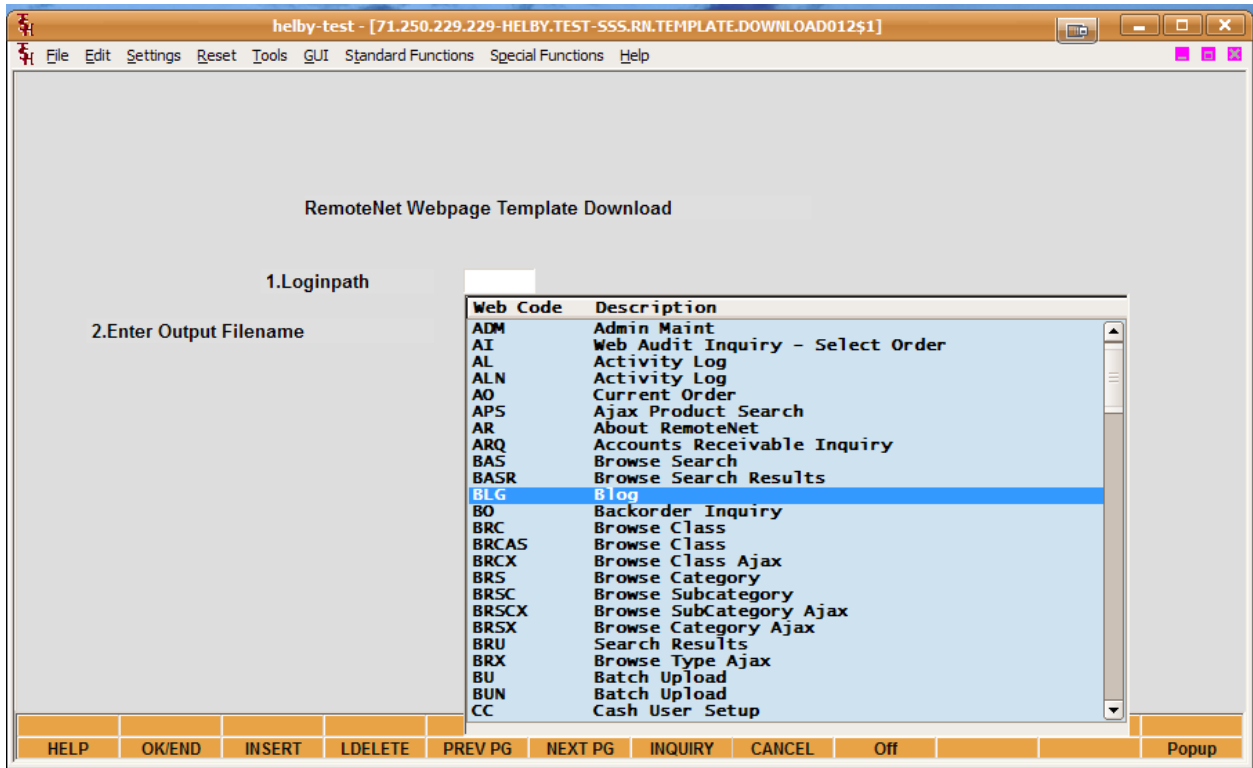 helby-test - [71.250.229.229-HELBY.TEST-SSS.RN.TEMPLATE.DOWNLOAD012$1]
File Edit Settings Reset Tools GUI Standard Functions Special Functions Help
RemoteNet Webpage Template Download
1.Loginpath
2.Enter Output Filename
Web Code Description
ADM Admin Maint
AI Web Audit Inquiry - Select Order
AL Activity Log
ALN Activity Log
AO Current Order
APS Ajax Product Search
AR About RemoteNet
ARQ Accounts Receivable Inquiry
BAS Browse Search
BASR Browse Search Results
BLG Blog
BO Backorder Inquiry
BRC Browse Class
BRCAS Browse Class
BRCX Browse Class Ajax
BRS Browse Category
BRSC Browse Subcategory
BRSCX Browse SubCategory Ajax
BRSX Browse Category Ajax
BRU Search Results
BRX Browse Type Ajax
BU Batch Upload
BUN Batch Upload
CC Cash User Setup
HELP OK/END INSERT LDELETE PREV PG NEXT PG INQUIRY CANCEL Off Popup